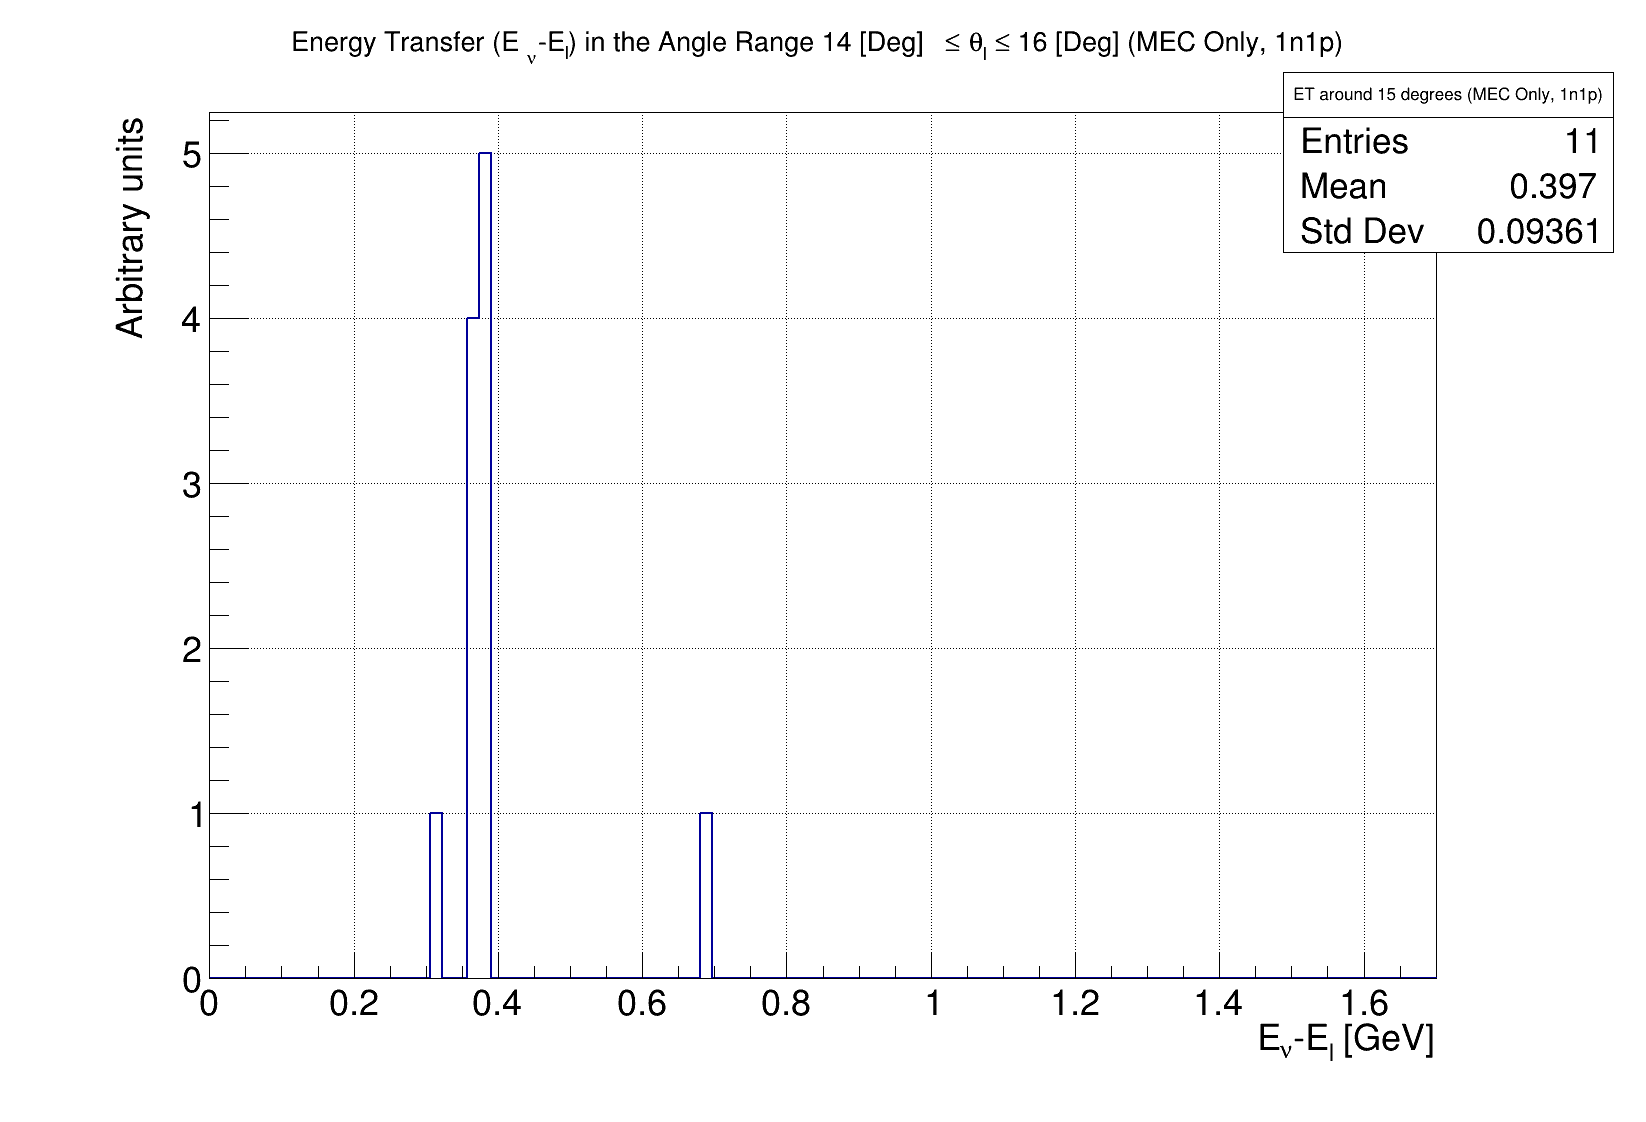 Energy Transfer (E ν-El) in the Angle Range 14 [Deg] ≤ θl ≤ 16 [Deg] (MEC Only, 1n1p)
ET around 15 degrees (MEC Only, 1n1p)
Entries 11
Mean 0.397
Std Dev 0.09361
Arbitrary units
5
4
3
2
1
0
0 0.2 0.4 0.6 0.8 1 1.2 1.4 1.6
Eν-El [GeV]